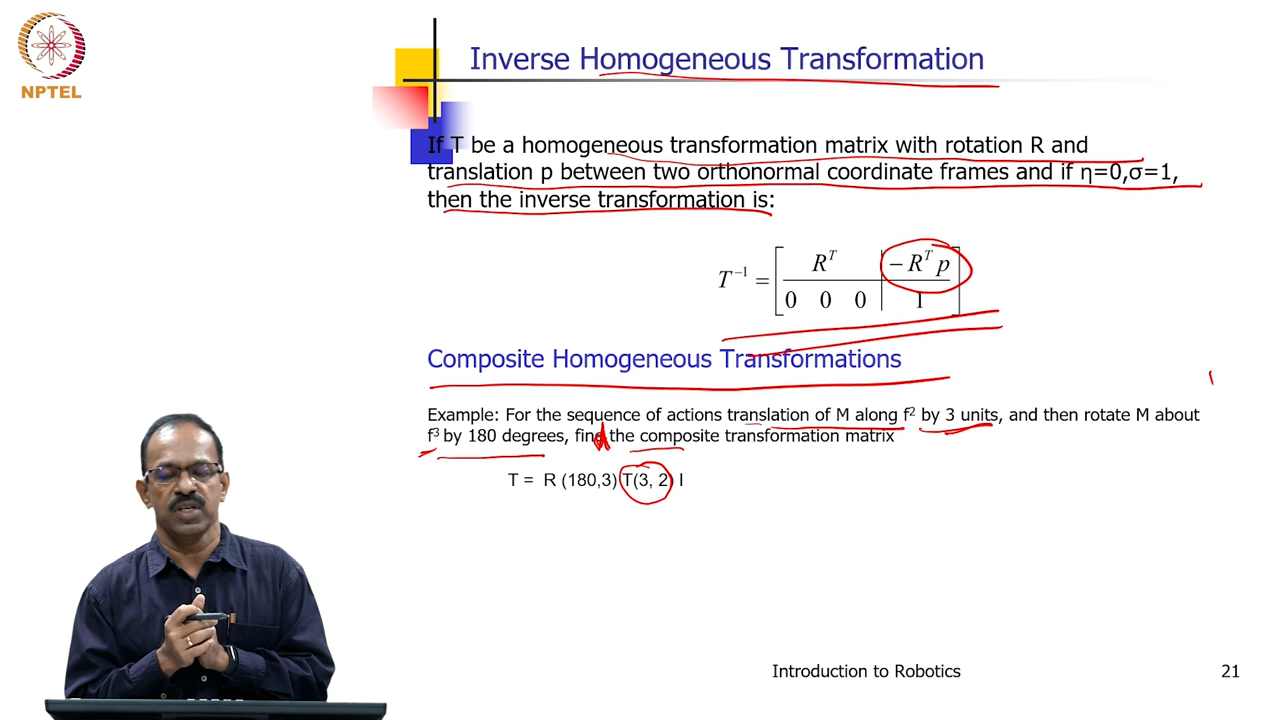 NPTEL
Inverse Homogeneous Transformation
If T be a homogeneous transformation matrix with rotation R and
translation p between two orthonormal coordinate frames and if η=0,σ=1,
then the inverse transformation is:
T⁻¹ = [ Rᵀ | − Rᵀ p ]
[ 0 0 0 | 1 ]
Composite Homogeneous Transformations
Example: For the sequence of actions translation of M along f² by 3 units, and then rotate M about
f³ by 180 degrees, find the composite transformation matrix
T = R (180,3) T(3, 2) I
Introduction to Robotics
21